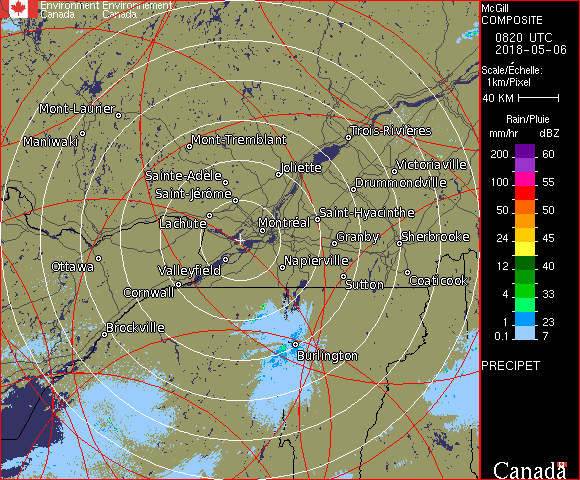 Environment Environnement
Canada Canada
McGill
COMPOSITE
0820 UTC
2018-05-06
Scale/Échelle:
1km/Pixel
40 KM
Rain/Pluie
mm/hr dBZ
200 60
100 55
50 50
24 45
12 40
4 33
1 23
0.1 7
PRECIPET
Canada
Mont-Laurier
Maniwaki
Mont-Tremblant
Trois-Rivières
Sainte-Adèle
Joliette
Victoriaville
Saint-Jérôme
Drummondville
Lachute
Montréal
Saint-Hyacinthe
Granby
Sherbrooke
Ottawa
Valleyfield
Napierville
Cornwall
Sutton
Coaticook
Brockville
Burlington